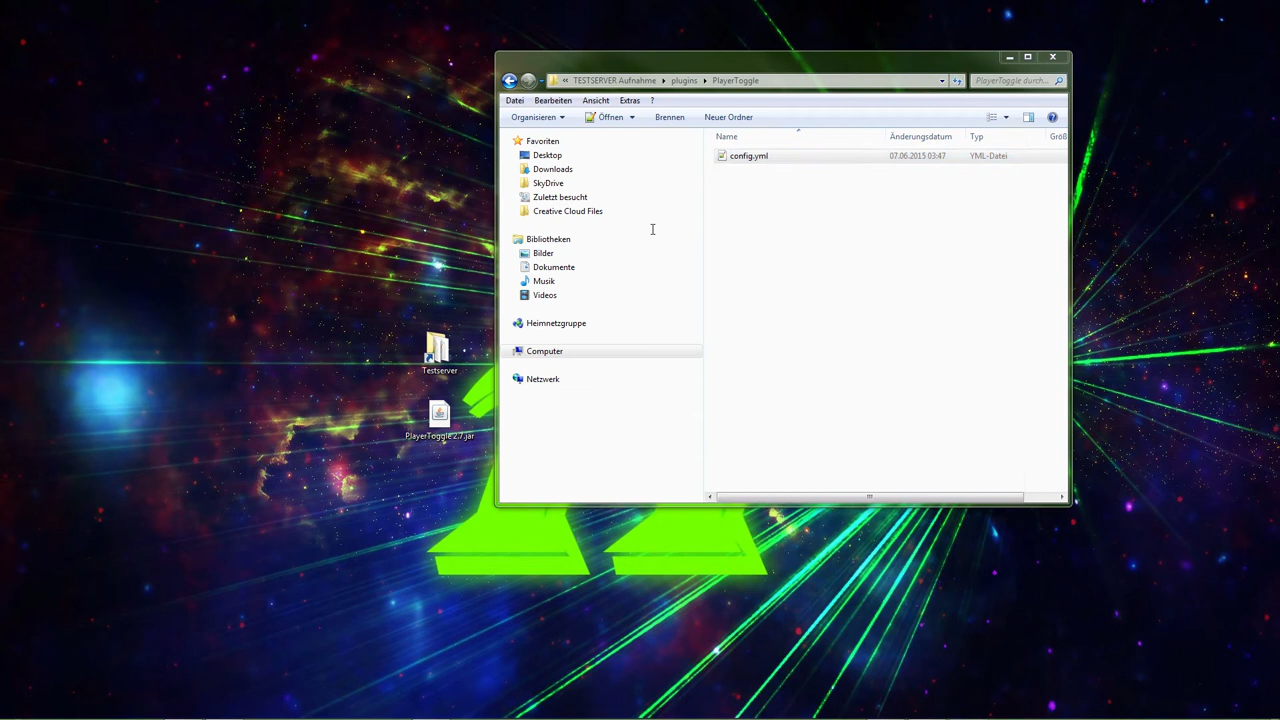 « TESTSERVER Aufnahme ▸ plugins ▸ PlayerToggle
PlayerToggle durch...
Datei Bearbeiten Ansicht Extras ?
Organisieren Öffnen Brennen Neuer Ordner
Name Änderungsdatum Typ Größ
config.yml 07.06.2015 03:47 YML-Datei
Favoriten
Desktop
Downloads
SkyDrive
Zuletzt besucht
Creative Cloud Files
Bibliotheken
Bilder
Dokumente
Musik
Videos
Heimnetzgruppe
Computer
Netzwerk
Testserver
PlayerToggle 2.7.jar